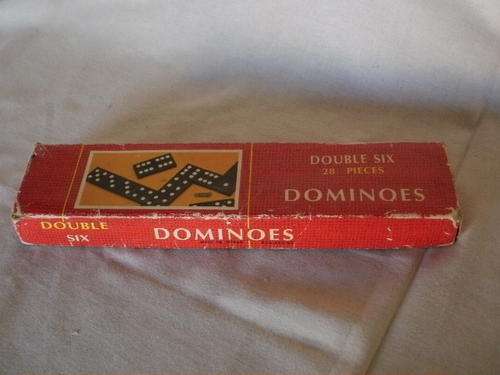 DOUBLE SIX
28 PIECES
DOMINOES
DOUBLE
SIX
DOMINOES